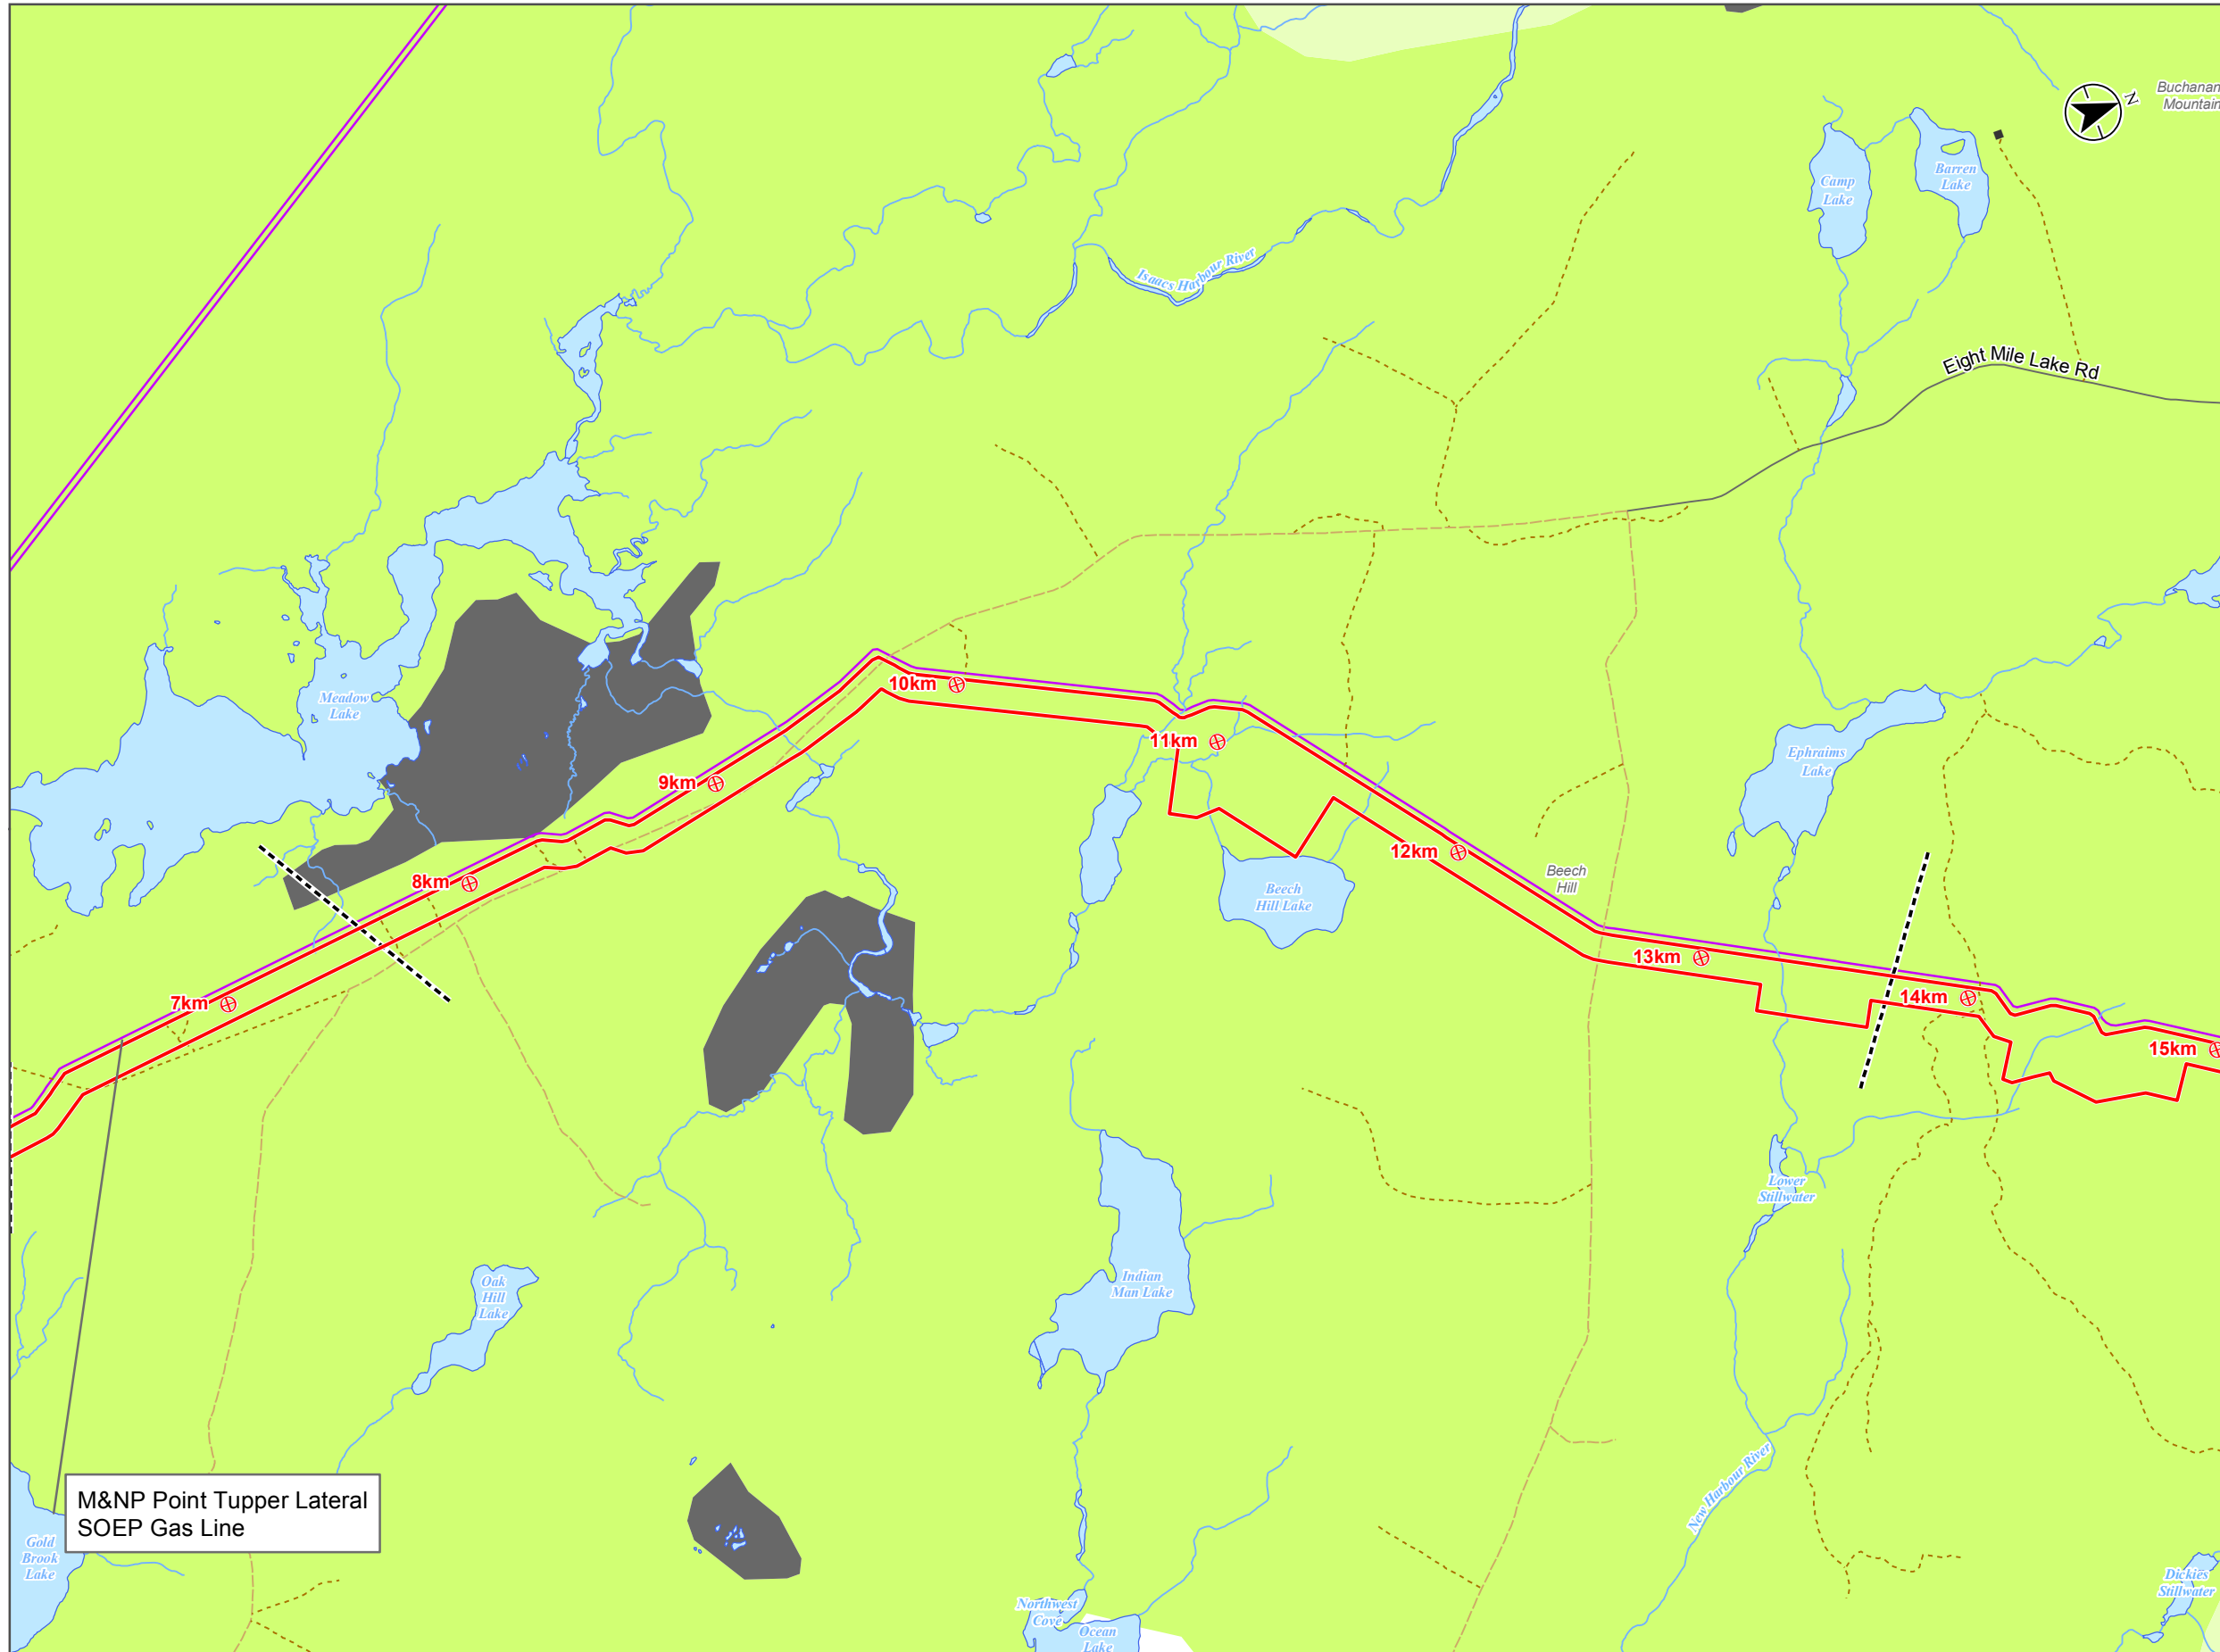 N
Buchanan
Mountain
Camp
Lake
Barren
Lake
Isaacs Harbour River
Eight Mile Lake Rd
Meadow
Lake
10km
11km
9km
Ephraims
Lake
12km
8km
Beech
Hill
Beech
Hill Lake
13km
7km
14km
15km
Lower
Stillwater
Oak
Hill
Lake
Indian
Man Lake
New Harbour River
M&NP Point Tupper Lateral
SOEP Gas Line
Gold
Brook
Lake
Northwest
Cove
Ocean
Lake
Dickies
Stillwater